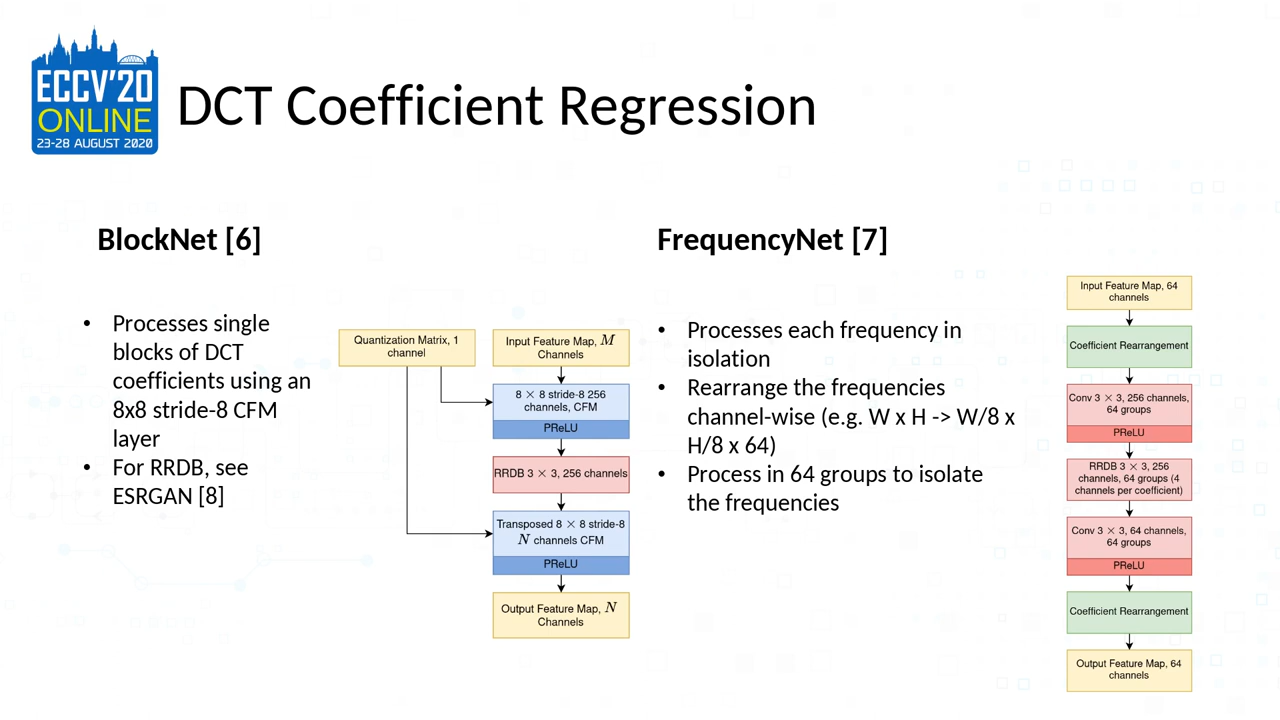 ECCV'20
ONLINE
23-28 AUGUST 2020
DCT Coefficient Regression
BlockNet [6]
• Processes single
blocks of DCT
coefficients using an
8x8 stride-8 CFM
layer
• For RRDB, see
ESRGAN [8]
Quantization Matrix, 1
channel
Input Feature Map, M
Channels
8 × 8 stride-8 256
channels, CFM
PReLU
RRDB 3 × 3, 256 channels
Transposed 8 × 8 stride-8
N channels CFM
PReLU
Output Feature Map, N
Channels
FrequencyNet [7]
• Processes each frequency in
isolation
• Rearrange the frequencies
channel-wise (e.g. W x H -> W/8 x
H/8 x 64)
• Process in 64 groups to isolate
the frequencies
Input Feature Map, 64
channels
Coefficient Rearrangement
Conv 3 × 3, 256 channels,
64 groups
PReLU
RRDB 3 × 3, 256
channels, 64 groups (4
channels per coefficient)
Conv 3 × 3, 64 channels,
64 groups
PReLU
Coefficient Rearrangement
Output Feature Map, 64
channels